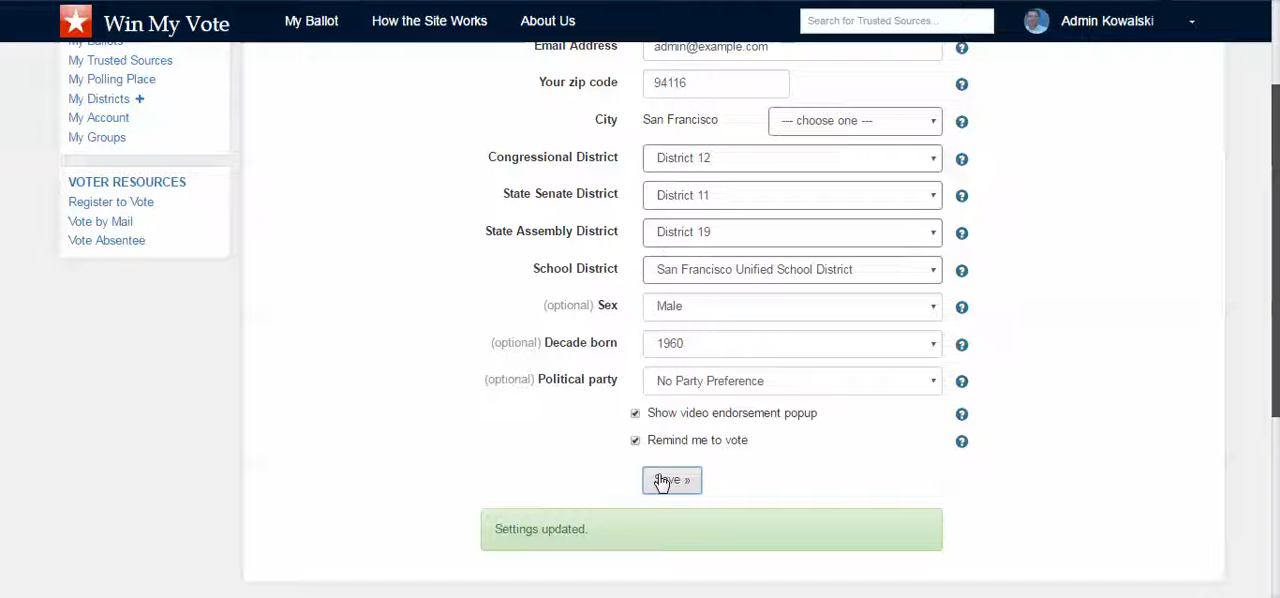 Win My Vote
My Ballot How the Site Works About Us
Search for Trusted Sources...
Admin Kowalski
My Ballots
My Trusted Sources
My Polling Place
My Districts +
My Account
My Groups
VOTER RESOURCES
Register to Vote
Vote by Mail
Vote Absentee
Email Address admin@example.com ?
Your zip code 94116 ?
City San Francisco --- choose one --- ?
Congressional District District 12 ?
State Senate District District 11 ?
State Assembly District District 19 ?
School District San Francisco Unified School District ?
(optional) Sex Male ?
(optional) Decade born 1960 ?
(optional) Political party No Party Preference ?
Show video endorsement popup ?
Remind me to vote ?
Save »
Settings updated.